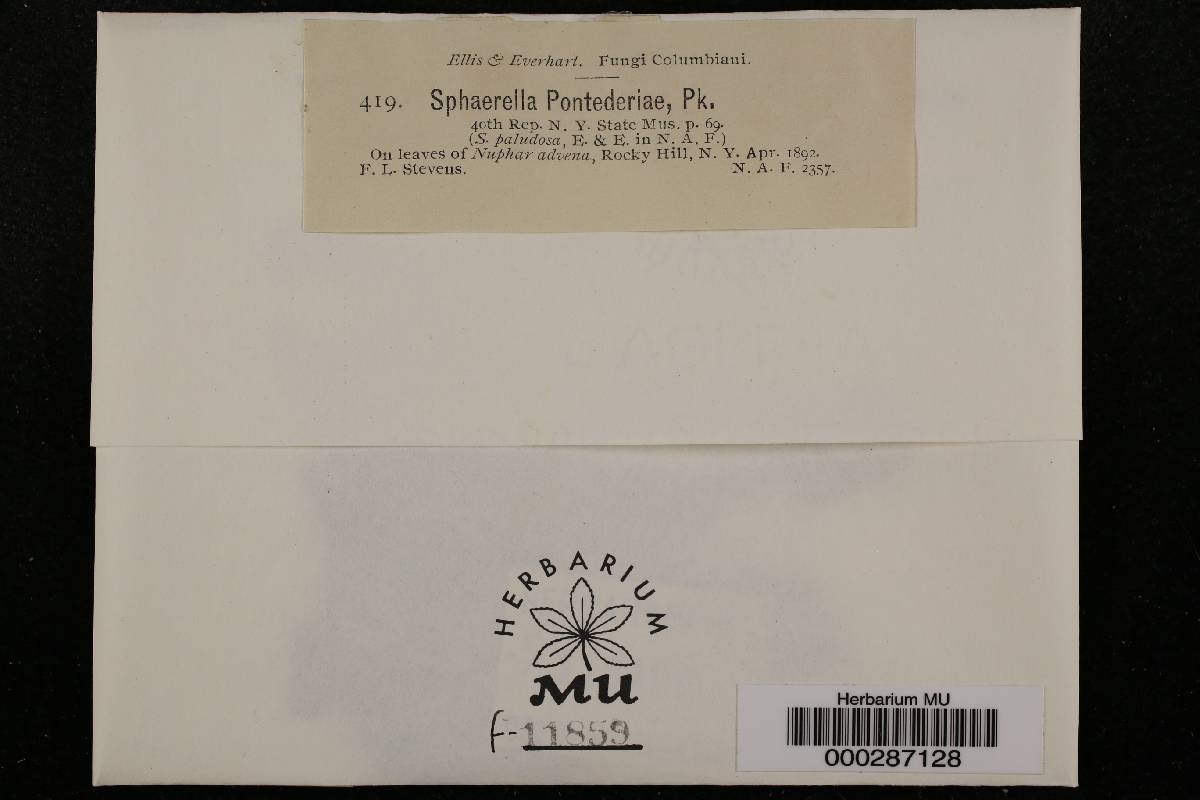 Ellis & Everhart. Fungi Columbiani.
419. Sphaerella Pontederiae, Pk.
40th Rep. N. Y. State Mus. p. 69.
(S. paludosa, E. & E. in N. A. F.)
On leaves of Nuphar advena, Rocky Hill, N. Y. Apr. 1892.
F. L. Stevens. N. A. F. 2357.
HERBARIUM
MU
F-11859
Herbarium MU
000287128